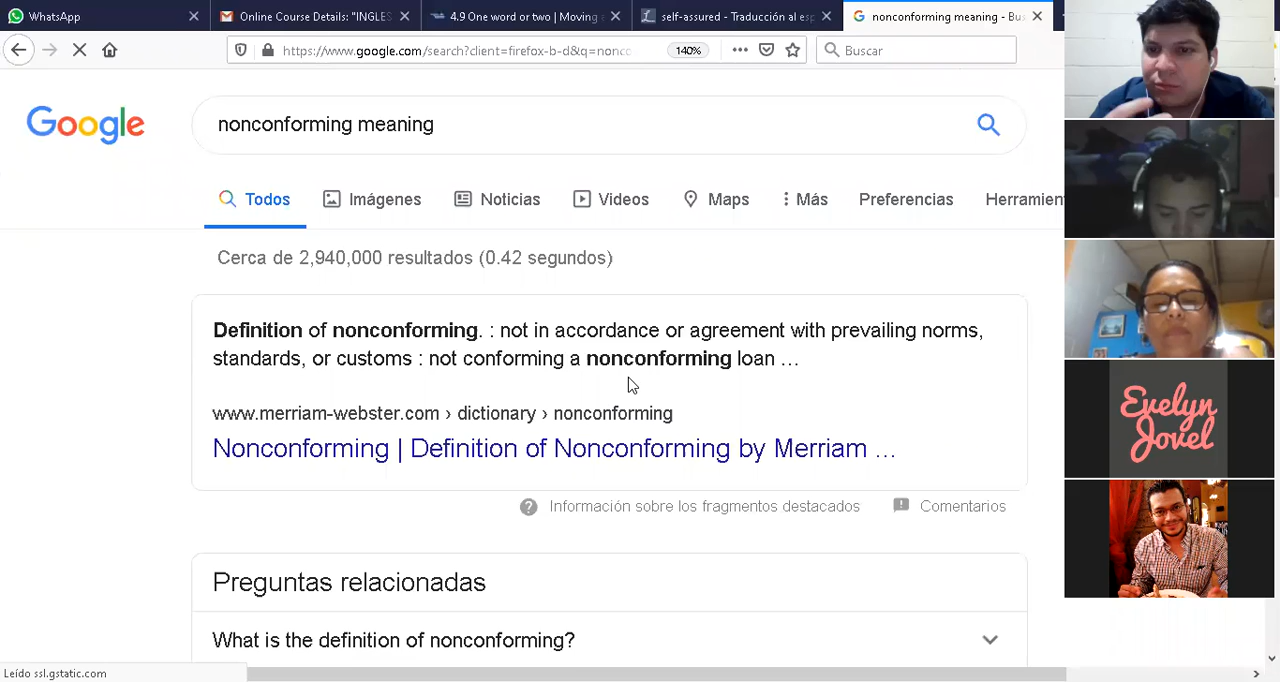 WhatsApp
Online Course Details: "INGLES
4.9 One word or two | Moving
self-assured - Traducción al esp
nonconforming meaning - Bus
https://www.google.com/search?client=firefox-b-d&q=nonco
140%
Buscar
Google
nonconforming meaning
Todos
Imágenes
Noticias
Videos
Maps
Más
Preferencias
Herramien
Cerca de 2,940,000 resultados (0.42 segundos)
Definition of nonconforming. : not in accordance or agreement with prevailing norms,
standards, or customs : not conforming a nonconforming loan ...
www.merriam-webster.com › dictionary › nonconforming
Nonconforming | Definition of Nonconforming by Merriam ...
Información sobre los fragmentos destacados
Comentarios
Preguntas relacionadas
What is the definition of nonconforming?
Leído ssl.gstatic.com
Evelyn
Jovel